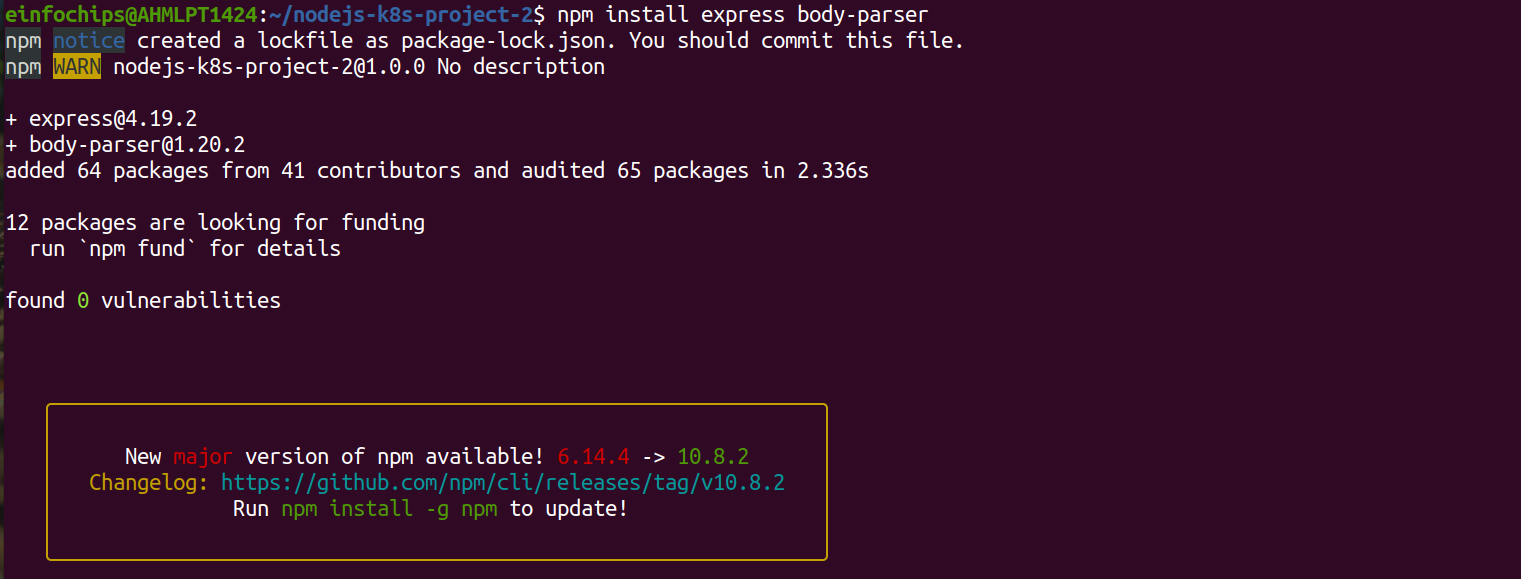 einfochips@AHMLPT1424:~/nodejs-k8s-project-2$ npm install express body-parser
npm notice created a lockfile as package-lock.json. You should commit this file.
npm WARN nodejs-k8s-project-2@1.0.0 No description
+ express@4.19.2
+ body-parser@1.20.2
added 64 packages from 41 contributors and audited 65 packages in 2.336s
12 packages are looking for funding
run `npm fund` for details
found 0 vulnerabilities
New major version of npm available! 6.14.4 -> 10.8.2
Changelog: https://github.com/npm/cli/releases/tag/v10.8.2
Run npm install -g npm to update!